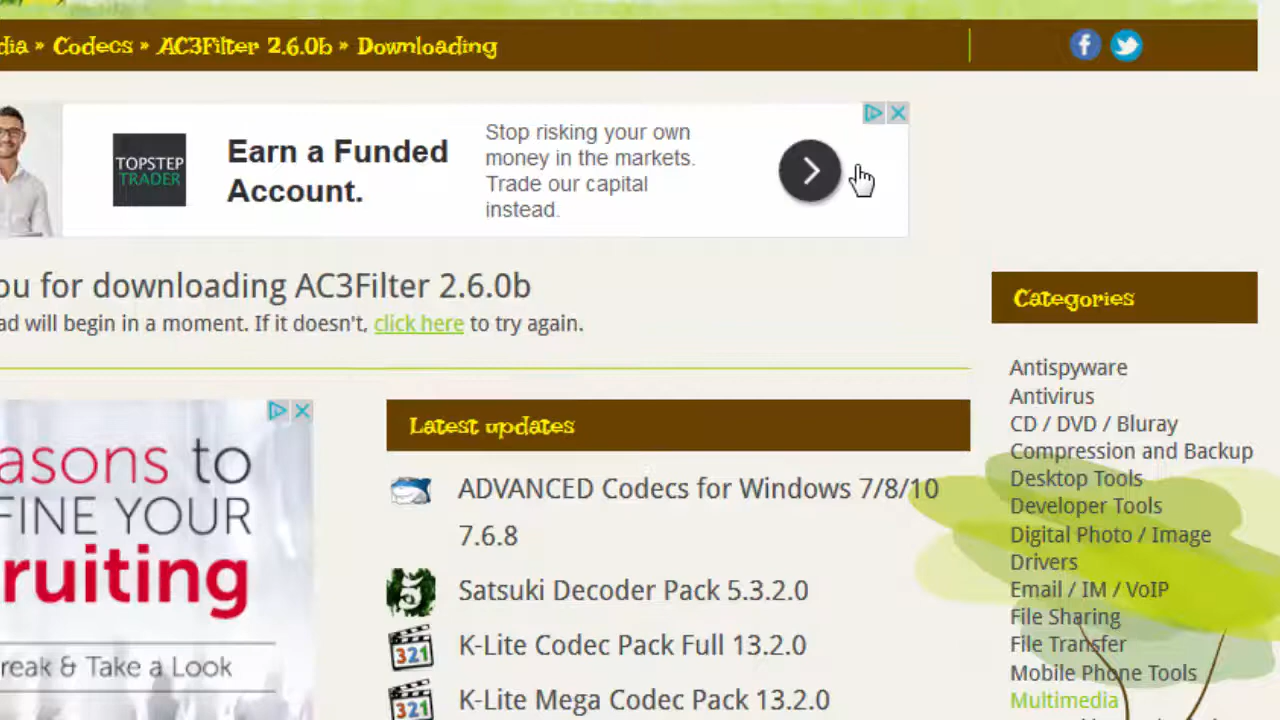 dia » Codecs » AC3Filter 2.6.0b » Downloading
TOPSTEP
TRADER
Earn a Funded
Account.
Stop risking your own
money in the markets.
Trade our capital
instead.
ou for downloading AC3Filter 2.6.0b
ad will begin in a moment. If it doesn't, click here to try again.
asons to
FINE YOUR
ruiting
reak & Take a Look
Latest updates
ADVANCED Codecs for Windows 7/8/10
7.6.8
Satsuki Decoder Pack 5.3.2.0
K-Lite Codec Pack Full 13.2.0
K-Lite Mega Codec Pack 13.2.0
Categories
Antispyware
Antivirus
CD / DVD / Bluray
Compression and Backup
Desktop Tools
Developer Tools
Digital Photo / Image
Drivers
Email / IM / VoIP
File Sharing
File Transfer
Mobile Phone Tools
Multimedia